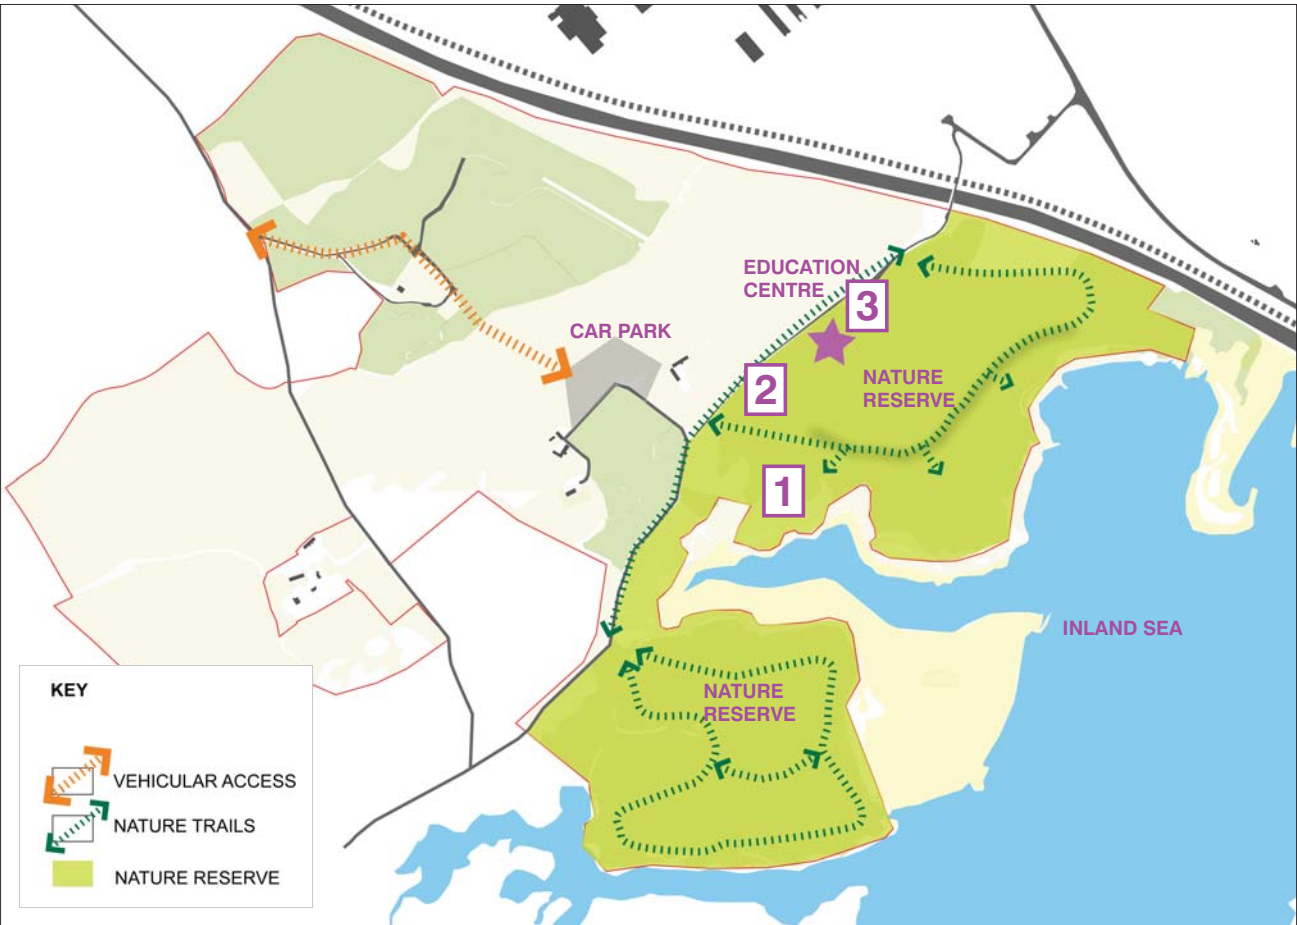 EDUCATION
CENTRE
3
CAR PARK
2
NATURE
RESERVE
1
INLAND SEA
NATURE
RESERVE
KEY
VEHICULAR ACCESS
NATURE TRAILS
NATURE RESERVE